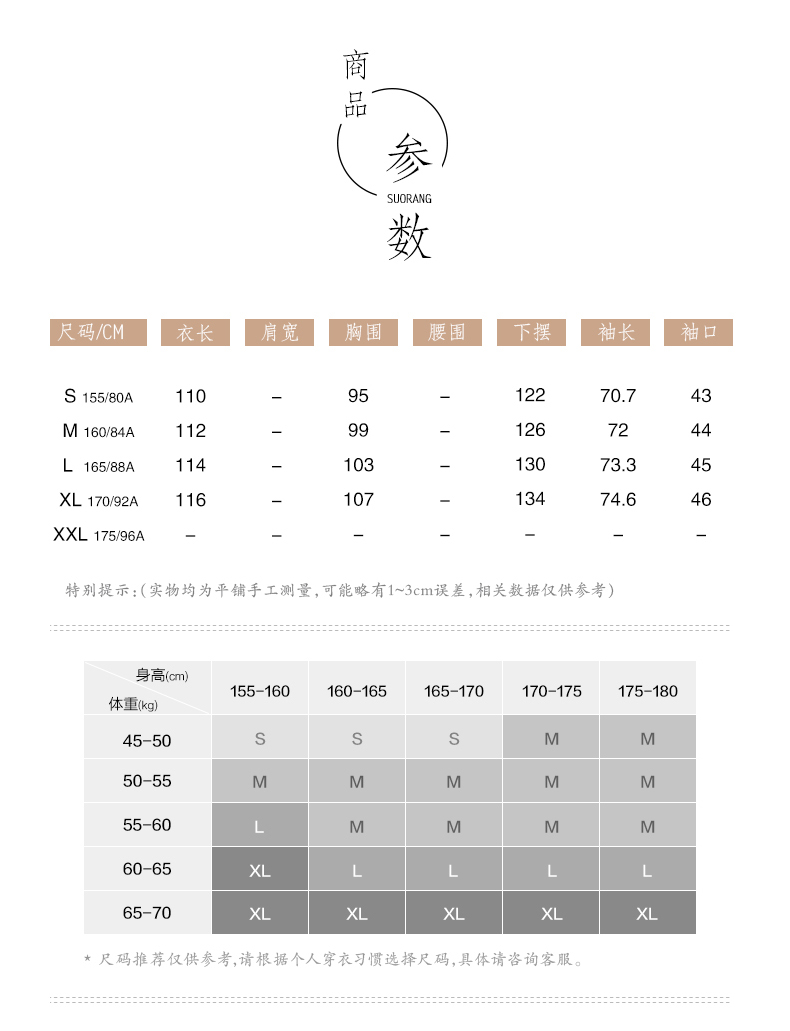 商
品
参
SUORANG
数
尺码/CM 衣长 肩宽 胸围 腰围 下摆 袖长 袖口
S 155/80A 110 – 95 – 122 70.7 43
M 160/84A 112 – 99 – 126 72 44
L 165/88A 114 – 103 – 130 73.3 45
XL 170/92A 116 – 107 – 134 74.6 46
XXL 175/96A – – – – – – –
特别提示:(实物均为平铺手工测量,可能略有1~3cm误差,相关数据仅供参考)
身高(cm)
体重(kg)
155-160 160-165 165-170 170-175 175-180
45-50 S S S M M
50-55 M M M M M
55-60 L M M M M
60-65 XL L L L L
65-70 XL XL XL XL XL
* 尺码推荐仅供参考,请根据个人穿衣习惯选择尺码,具体请咨询客服。